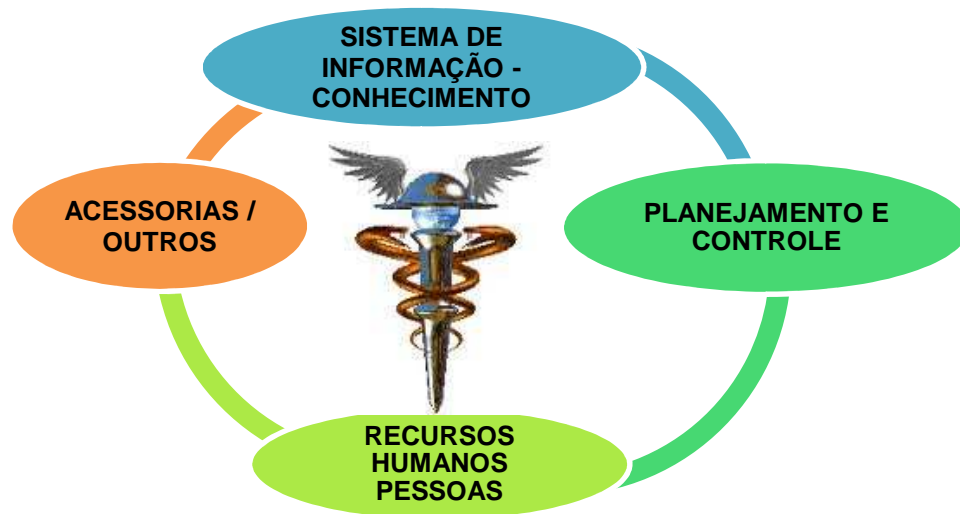 SISTEMA DE
INFORMAÇÃO -
CONHECIMENTO
ACESSORIAS /
OUTROS
PLANEJAMENTO E
CONTROLE
RECURSOS
HUMANOS
PESSOAS